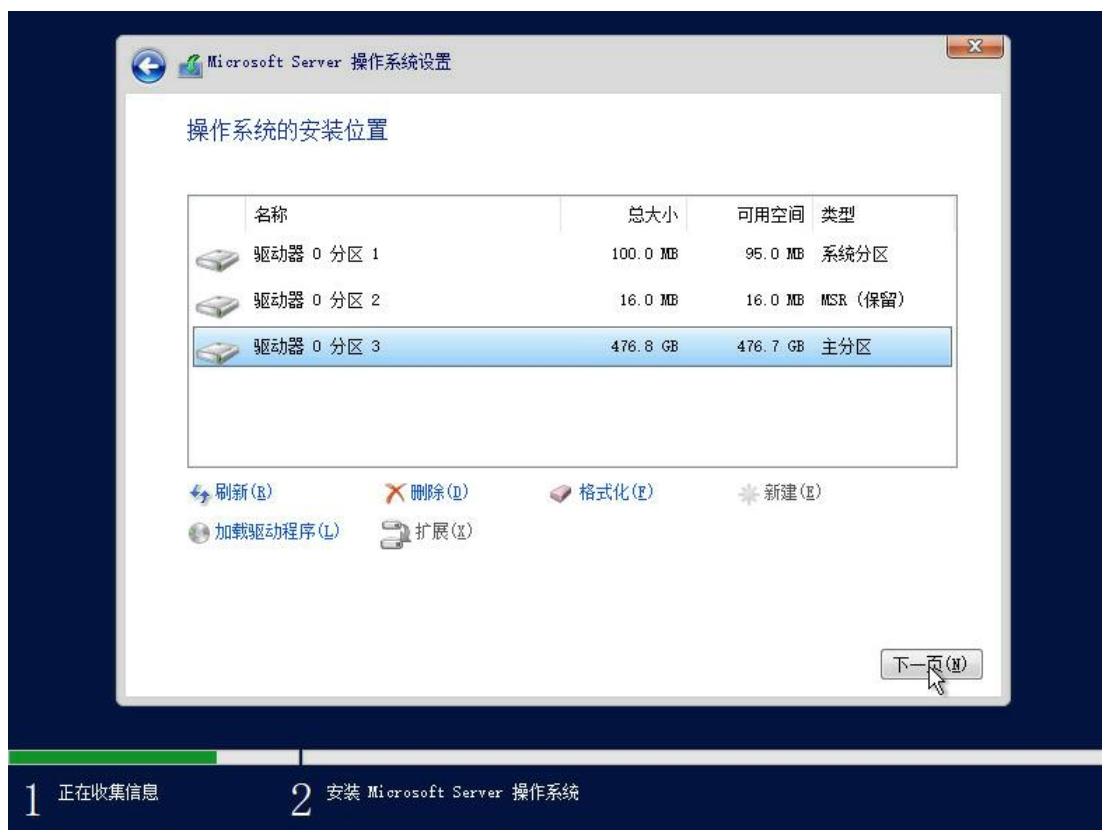 Microsoft Server 操作系统设置
操作系统的安装位置
名称 总大小 可用空间 类型
驱动器 0 分区 1 100.0 MB 95.0 MB 系统分区
驱动器 0 分区 2 16.0 MB 16.0 MB MSR (保留)
驱动器 0 分区 3 476.8 GB 476.7 GB 主分区
刷新(R) 删除(D) 格式化(F) 新建(E)
加载驱动程序(L) 扩展(X)
下一页(N)
1 正在收集信息 2 安装 Microsoft Server 操作系统